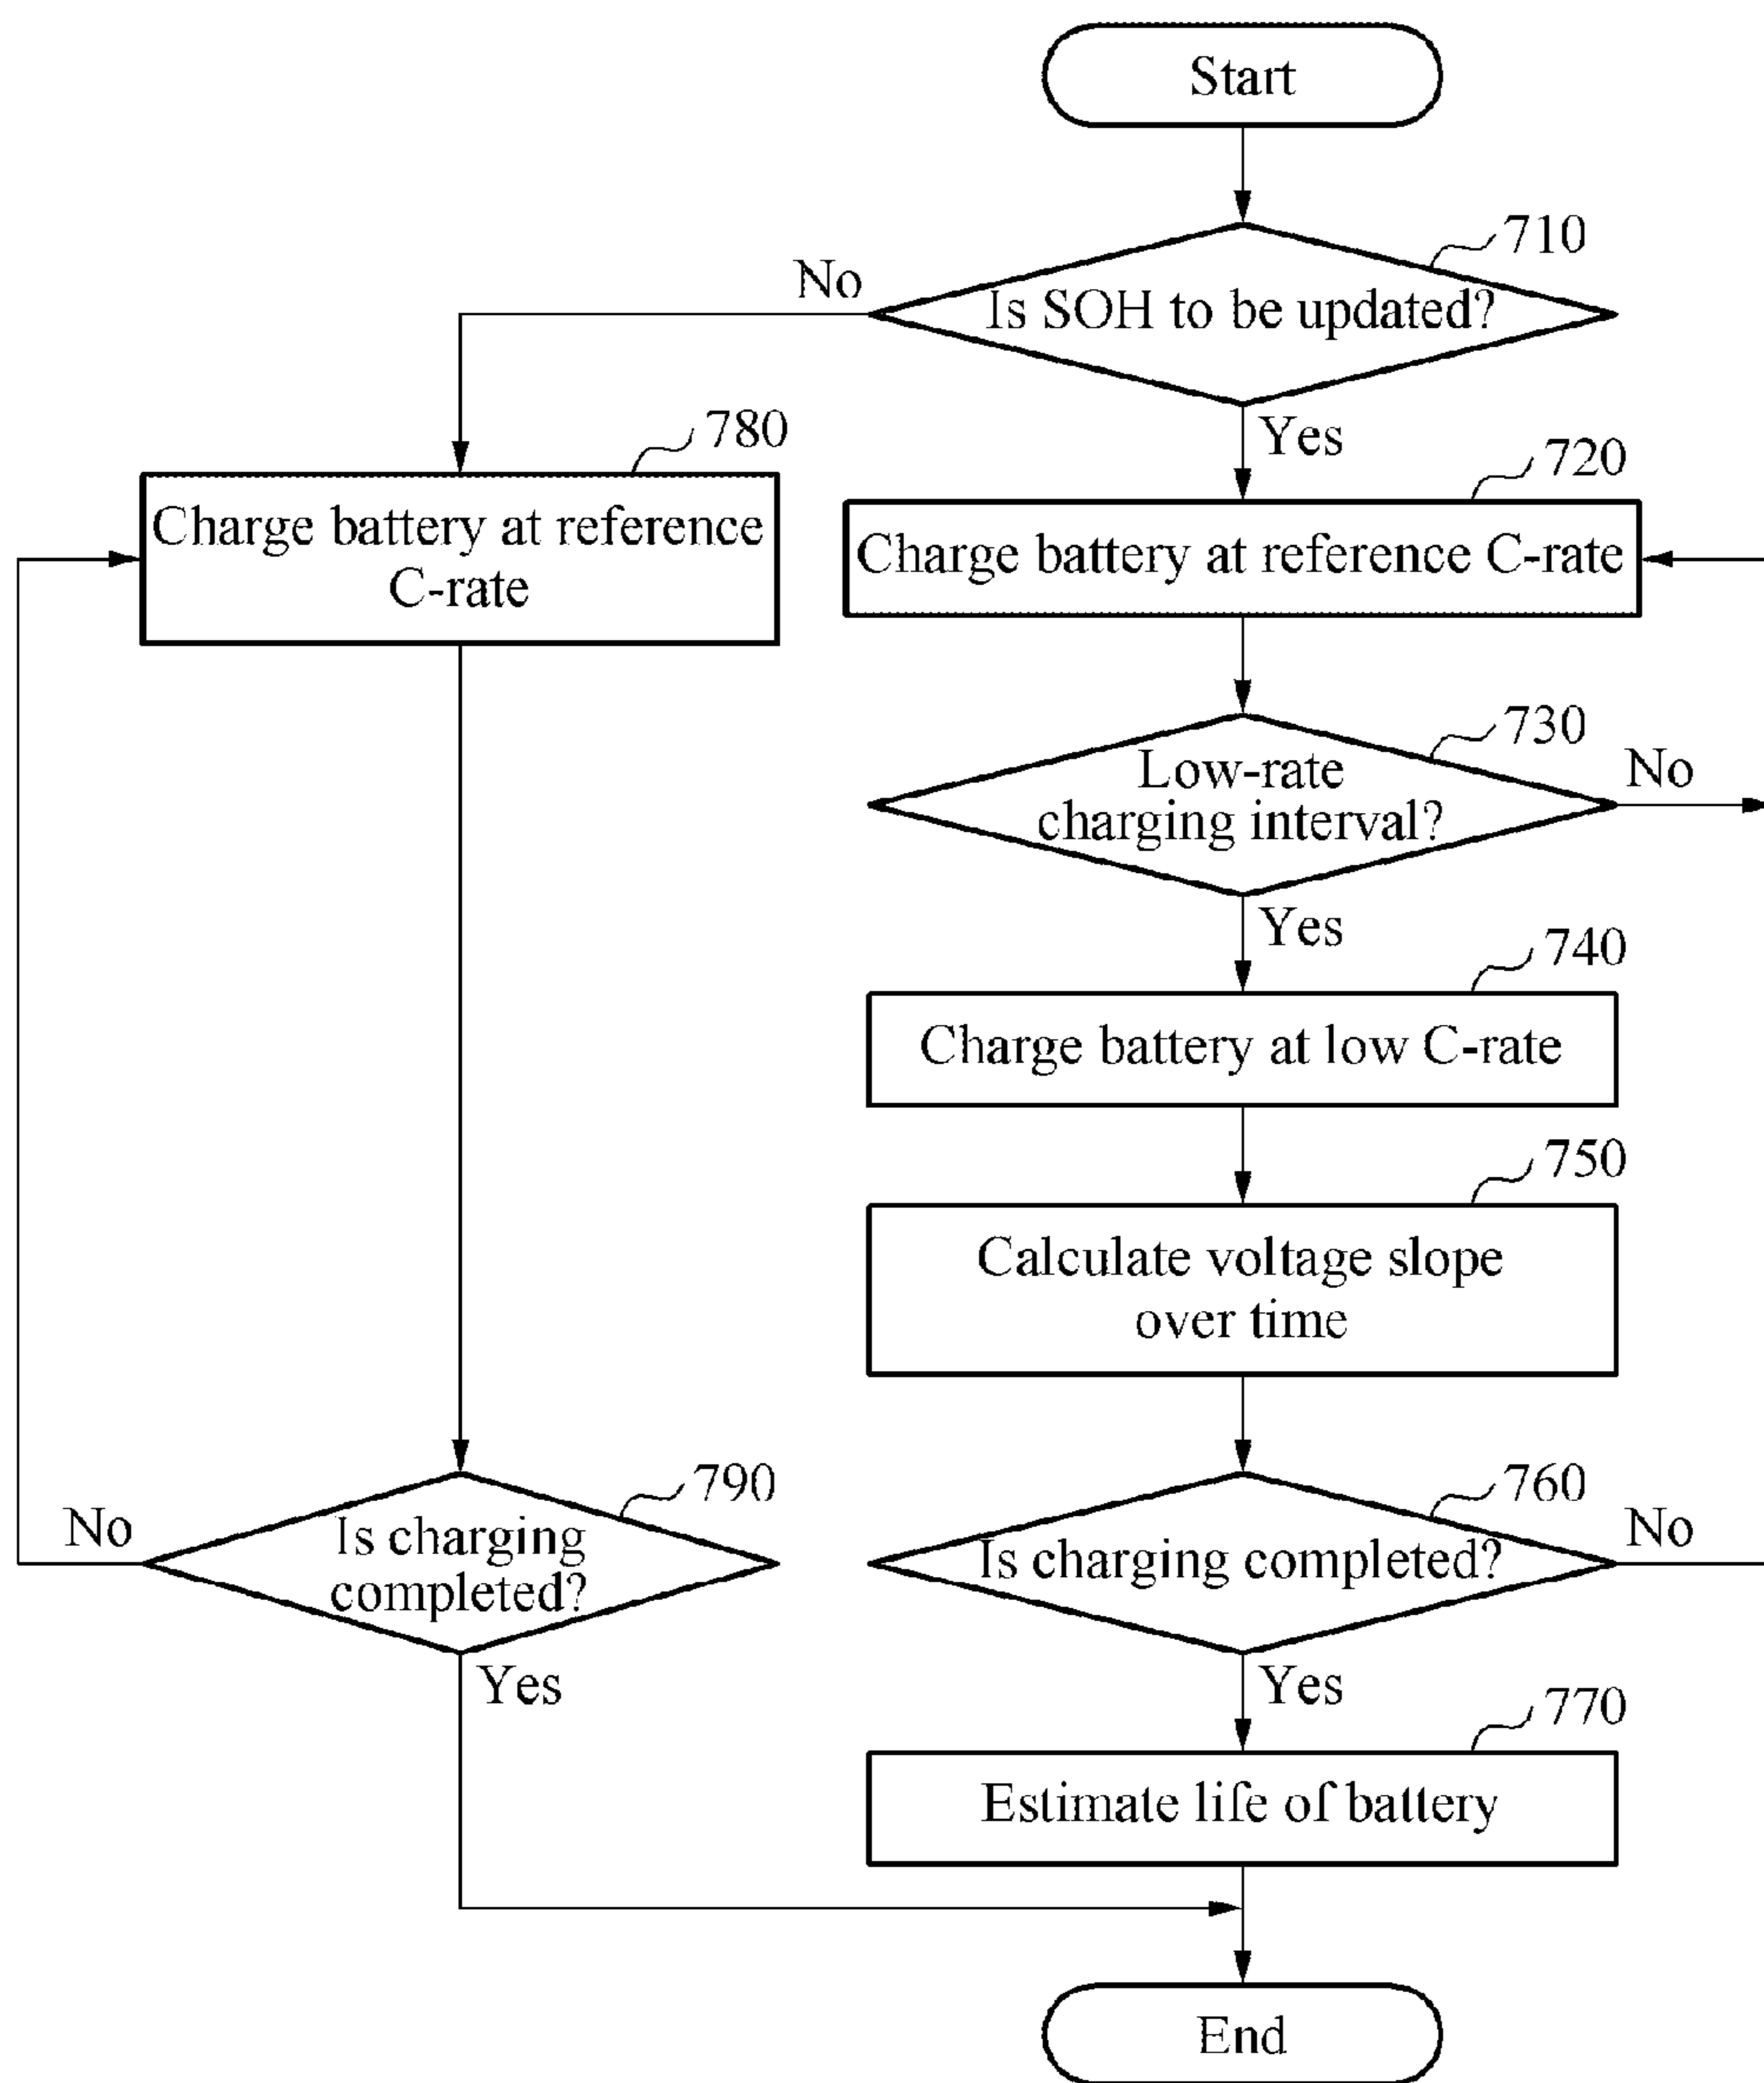 Start
710
No
Is SOH to be updated?
780
Yes
720
Charge battery at reference
C-rate
Charge battery at reference C-rate
730
Low-rate
charging interval?
No
Yes
740
Charge battery at low C-rate
750
Calculate voltage slope
over time
790
760
No
Is charging
completed?
Is charging completed?
No
Yes
Yes
770
Estimate life of battery
End